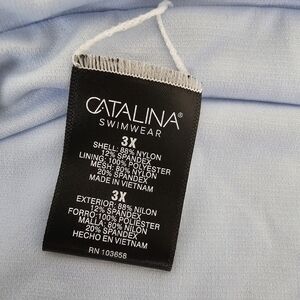 CATALINA®
SWIMWEAR
3X
SHELL: 88% NYLON
12% SPANDEX
LINING: 100% POLYESTER
MESH: 80% NYLON
20% SPANDEX
MADE IN VIETNAM
3X
EXTERIOR: 88% NILON
12% SPANDEX
FORRO: 100% POLIESTER
MALLA: 80% NILON
20% SPANDEX
HECHO EN VIETNAM
RN 103658